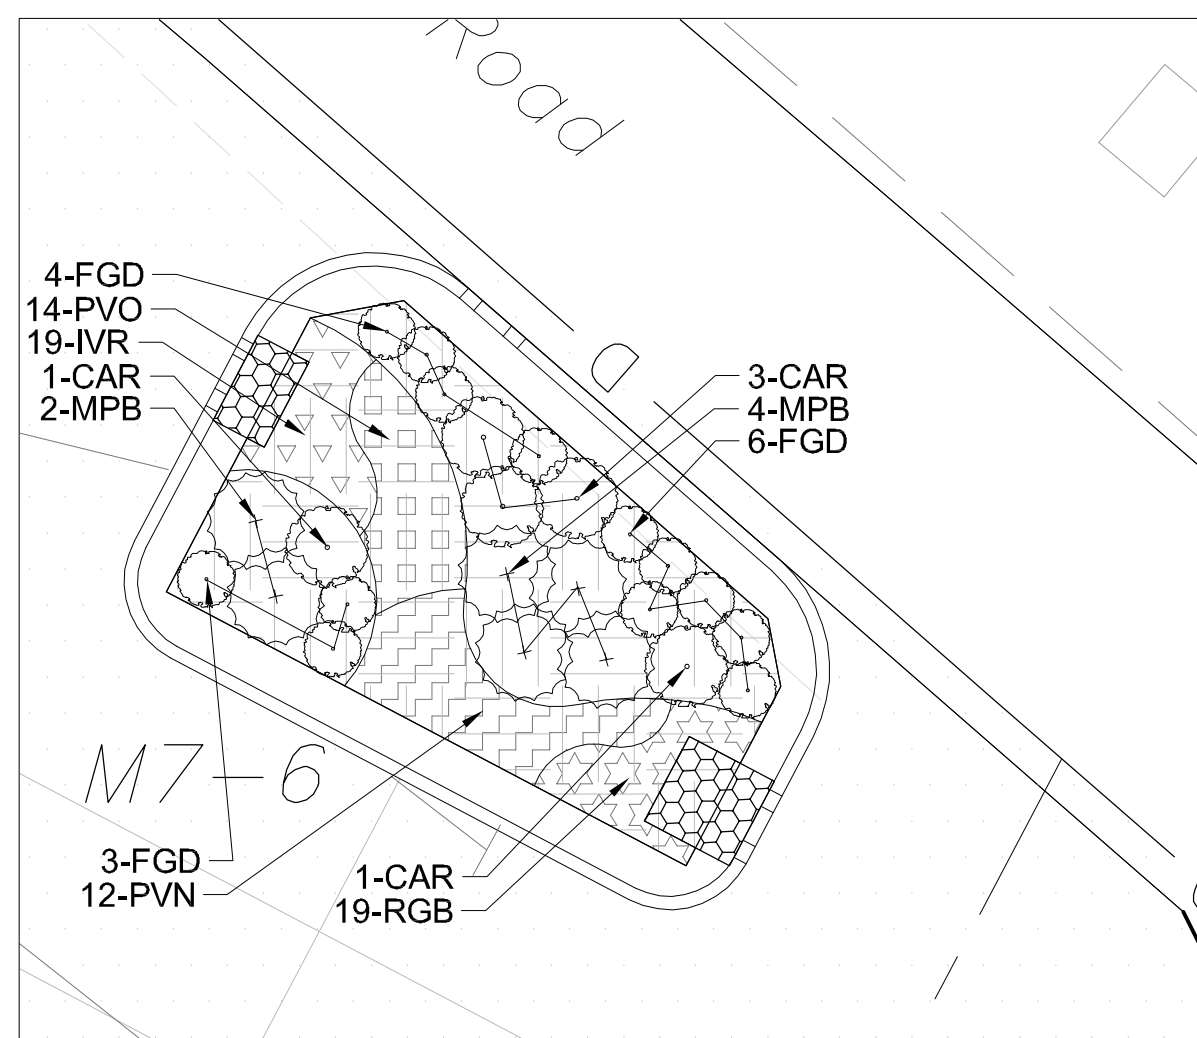 Road
4-FGD
14-PVO
19-IVR
1-CAR
2-MPB
D
3-CAR
4-MPB
6-FGD
M7-6
3-FGD
12-PVN
1-CAR
19-RGB